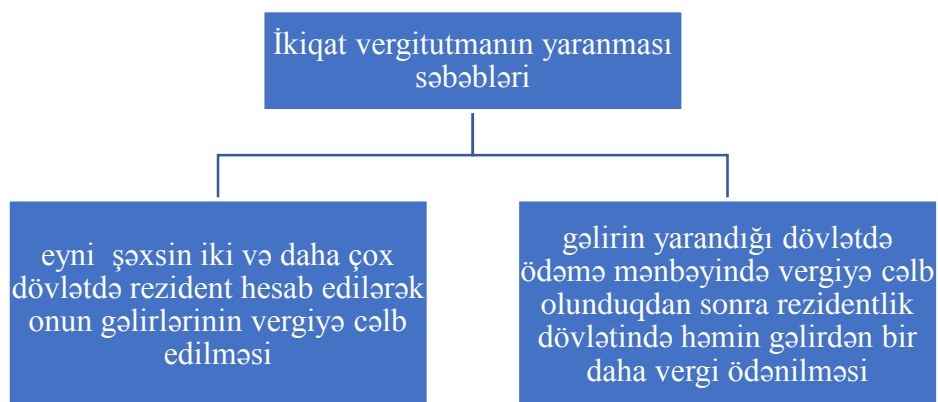 İkiqat vergitutmanın yaranması
səbəbləri
eyni şəxsin iki və daha çox
dövlətdə rezident hesab edilərək
onun gəlirlərinin vergiyə cəlb
edilməsi
gəlirin yarandığı dövlətdə
ödəmə mənbəyində vergiyə cəlb
olunduqdan sonra rezidentlik
dövlətində həmin gəlirdən bir
daha vergi ödənilməsi